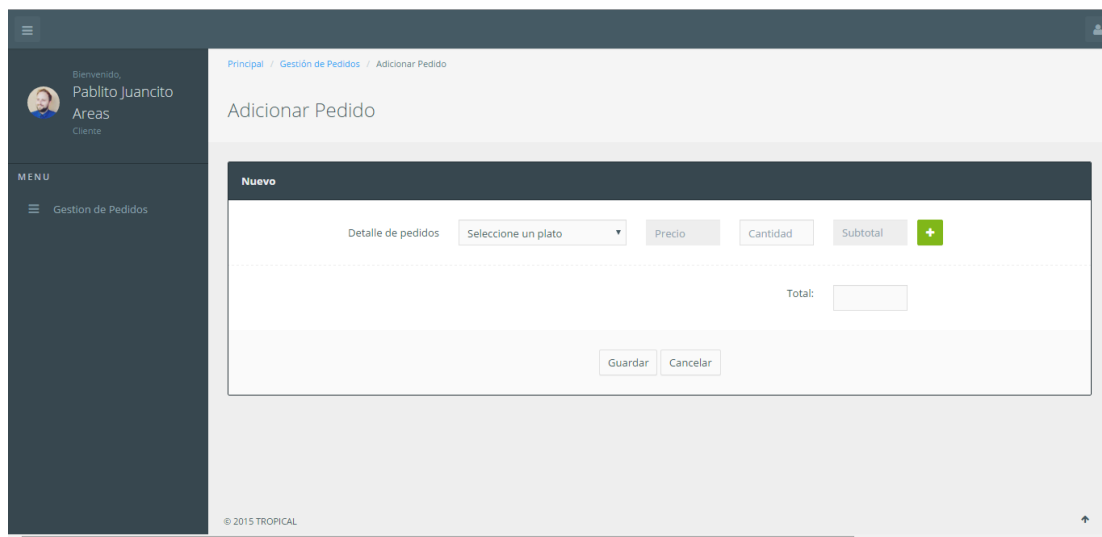 Bienvenido,
Pablito Juancito
Areas
Cliente
MENU
Gestion de Pedidos
Principal / Gestión de Pedidos / Adicionar Pedido
Adicionar Pedido
Nuevo
Detalle de pedidos Seleccione un plato Precio Cantidad Subtotal +
Total:
Guardar Cancelar
© 2015 TROPICAL